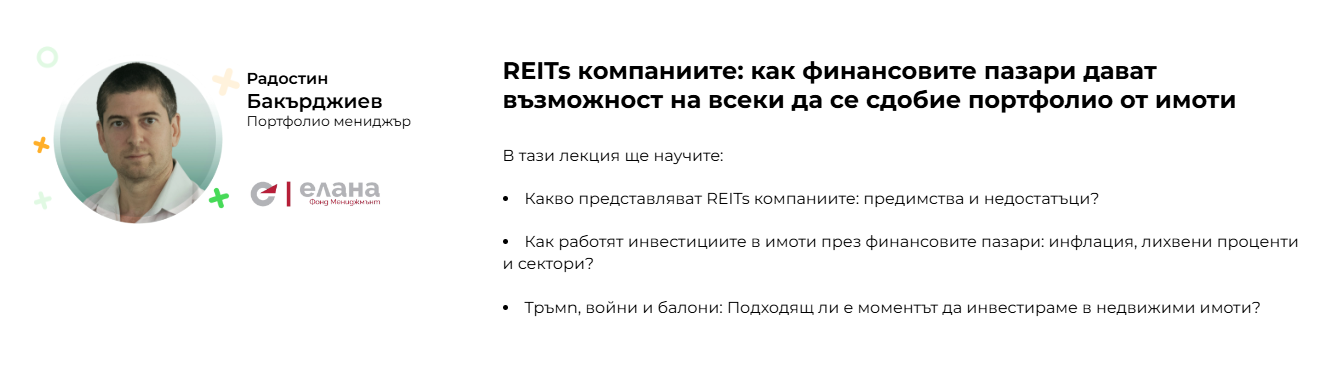 Радостин
Бакърджиев
Портфолио мениджър
елана
Фонд Мениджмънт
REITs компаниите: как финансовите пазари дават
възможност на всеки да се сдобие портфолио от имоти
В тази лекция ще научите:
• Какво представляват REITs компаниите: предимства и недостатъци?
• Как работят инвестициите в имоти през финансовите пазари: инфлация, лихвени проценти
и сектори?
• Тръмп, войни и балони: Подходящ ли е моментът да инвестираме в недвижими имоти?